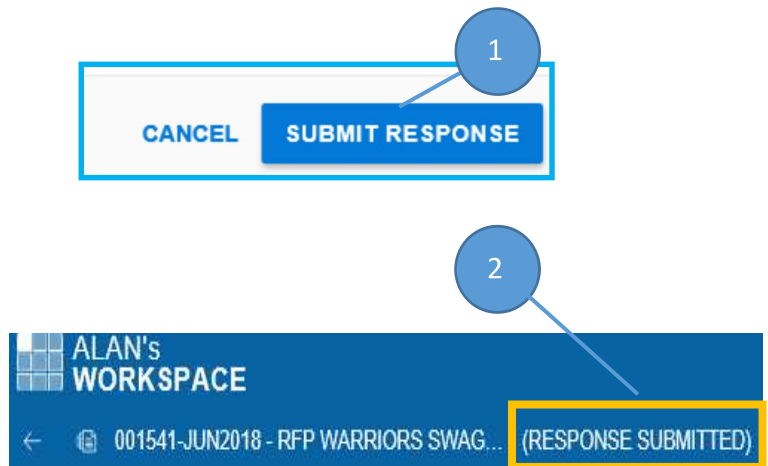 1
CANCEL SUBMIT RESPONSE
2
ALAN's
WORKSPACE
001541-JUN2018 - RFP WARRIORS SWAG... (RESPONSE SUBMITTED)